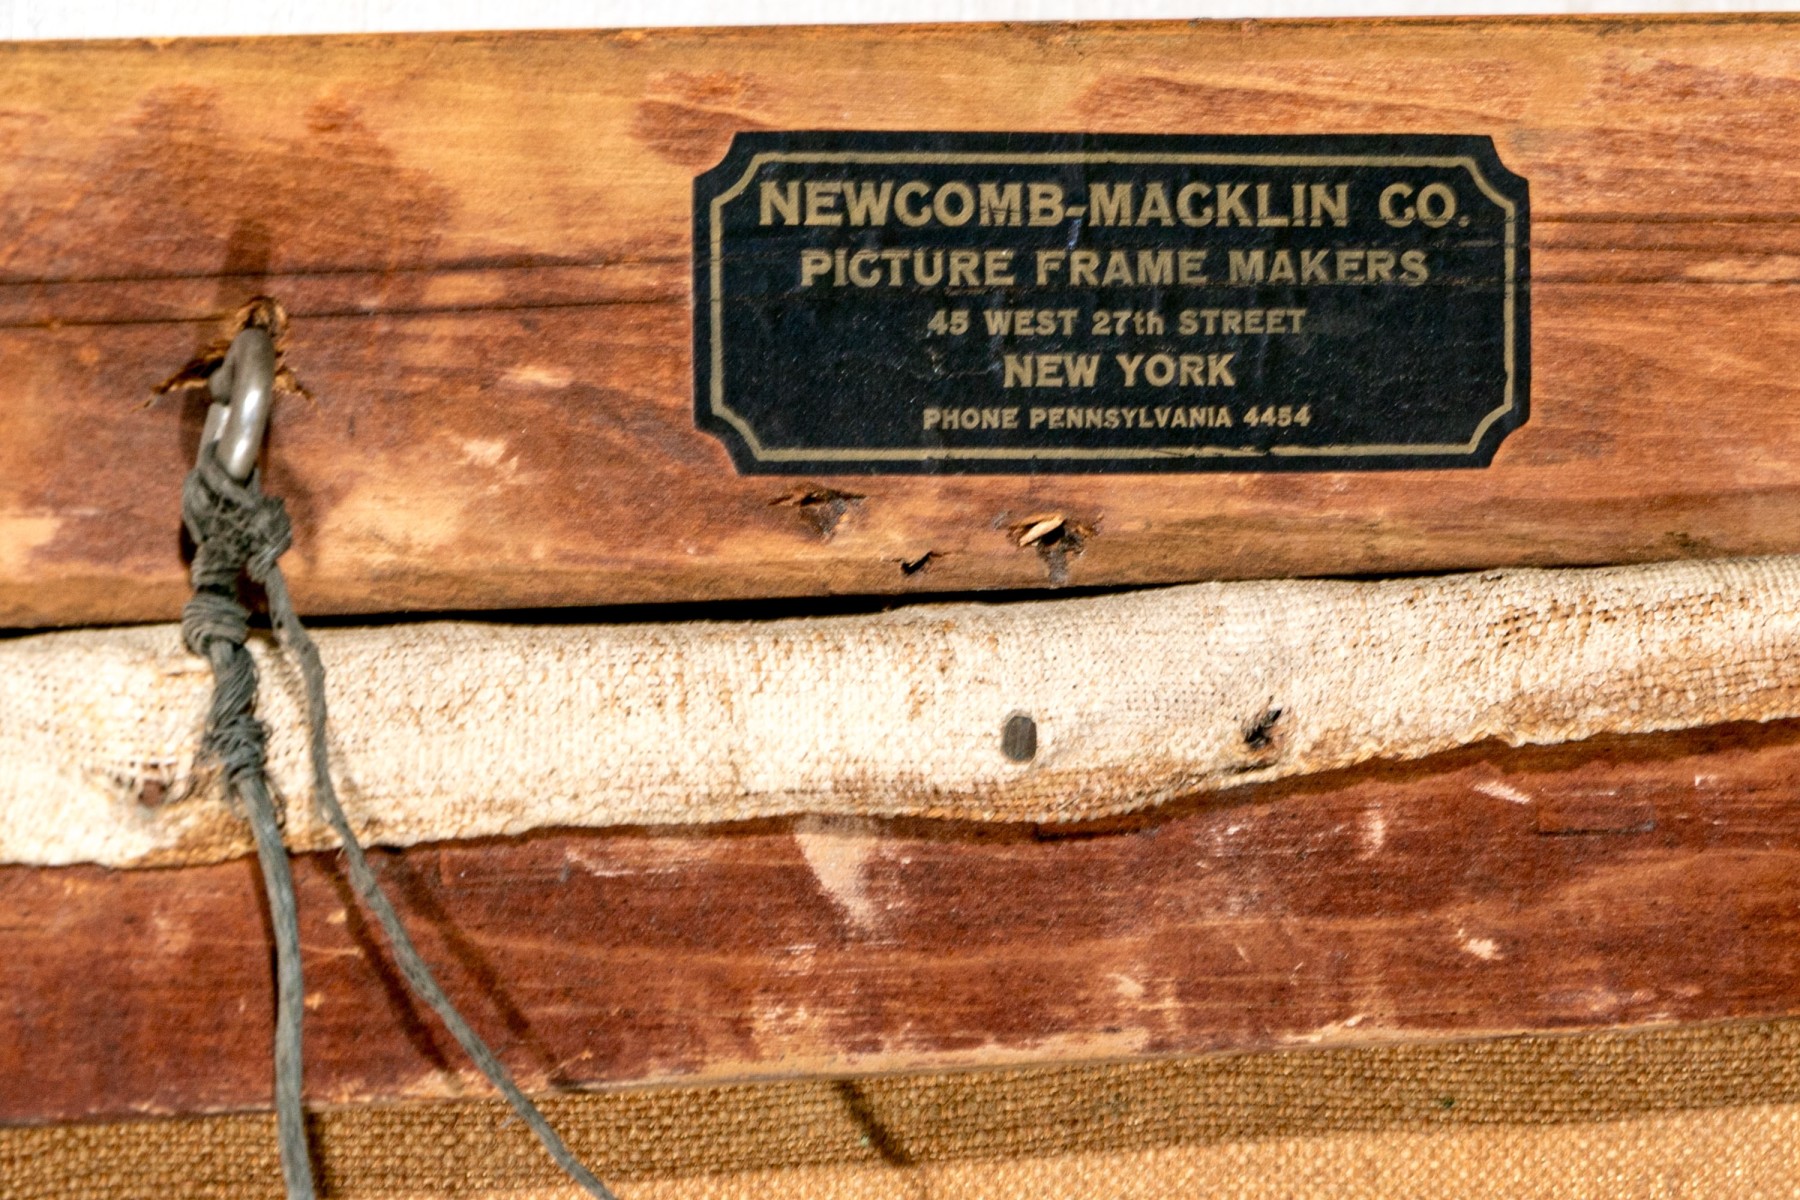 NEWCOMB-MACKLIN CO.
PICTURE FRAME MAKERS
45 WEST 27th STREET
NEW YORK
PHONE PENNSYLVANIA 4454